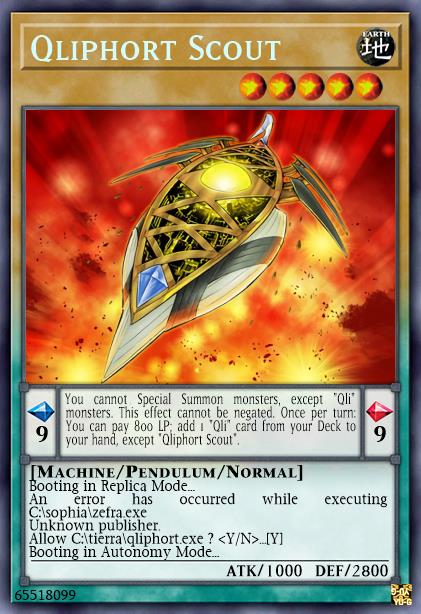 Qliphort Scout
EARTH
地
You cannot Special Summon monsters, except "Qli"
monsters. This effect cannot be negated. Once per turn:
You can pay 800 LP; add 1 "Qli" card from your Deck to
your hand, except "Qliphort Scout".
9
9
[Machine/Pendulum/Normal]
Booting in Replica Mode...
An error has occurred while executing
C:\sophia\zefra.exe
Unknown publisher.
Allow C:\tierra\qliphort.exe ? <Y/N>...[Y]
Booting in Autonomy Mode...
ATK/1000 DEF/2800
65518099